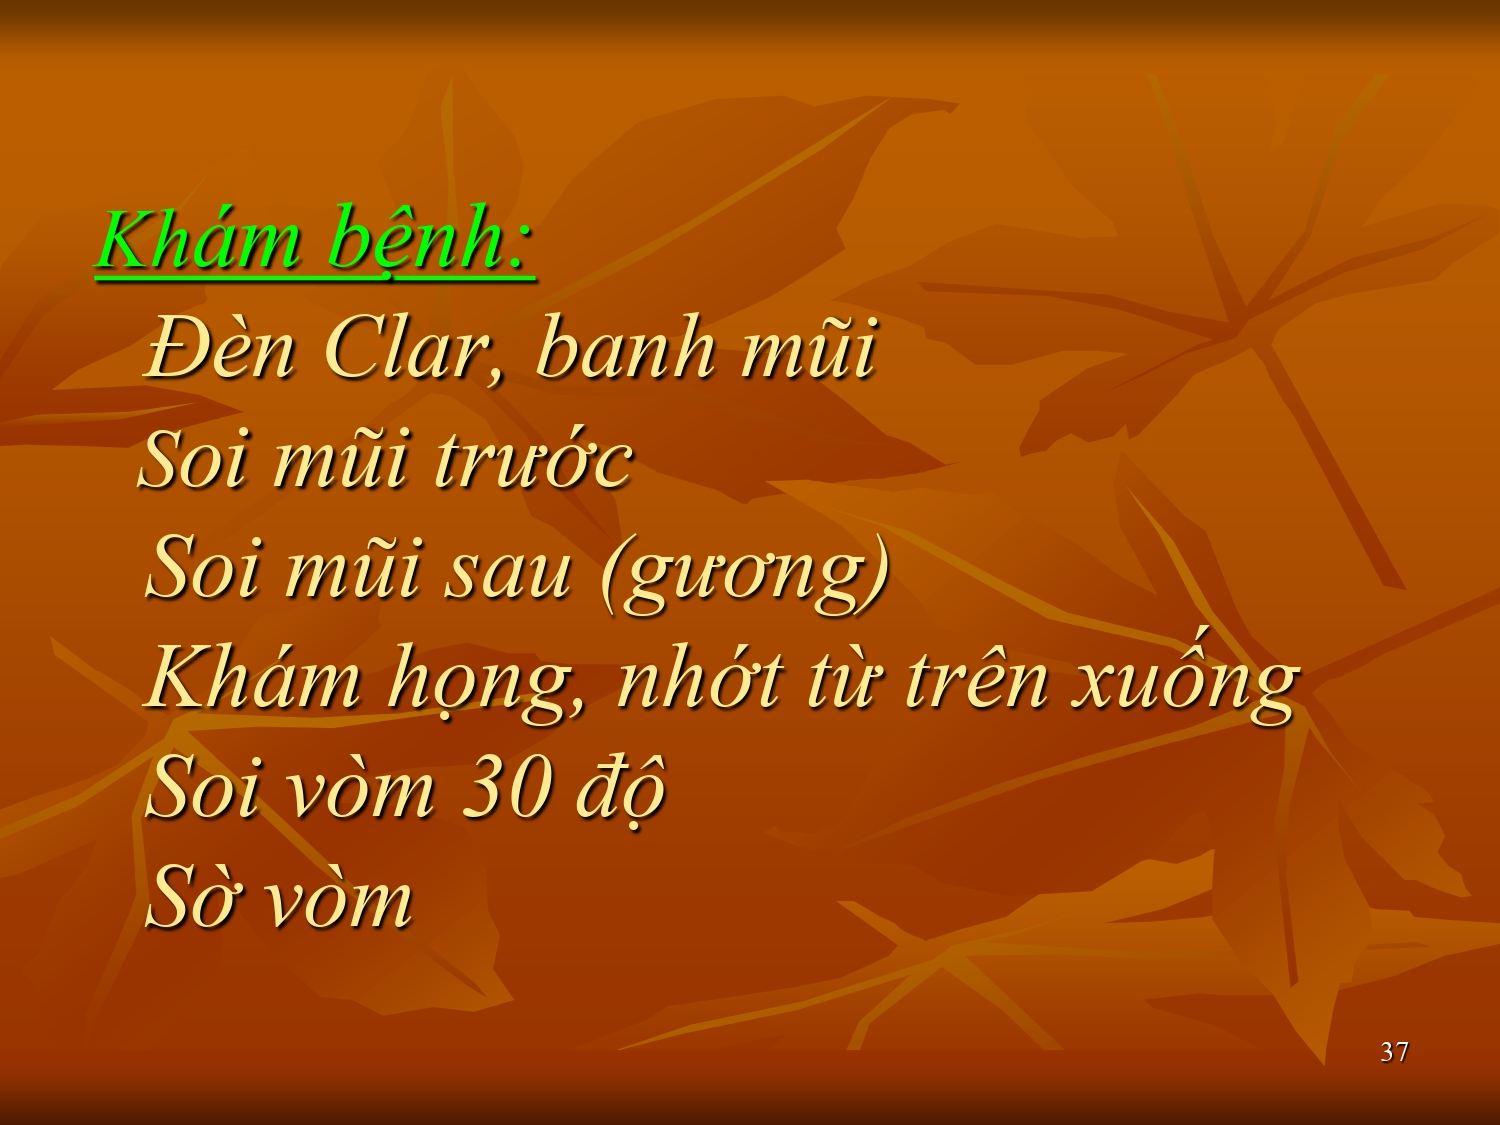 Khám bệnh:
Đèn Clar, banh mũi
Soi mũi trước
Soi mũi sau (gương)
Khám họng, nhớt từ trên xuống
Soi vòm 30 độ
Sờ vòm
37